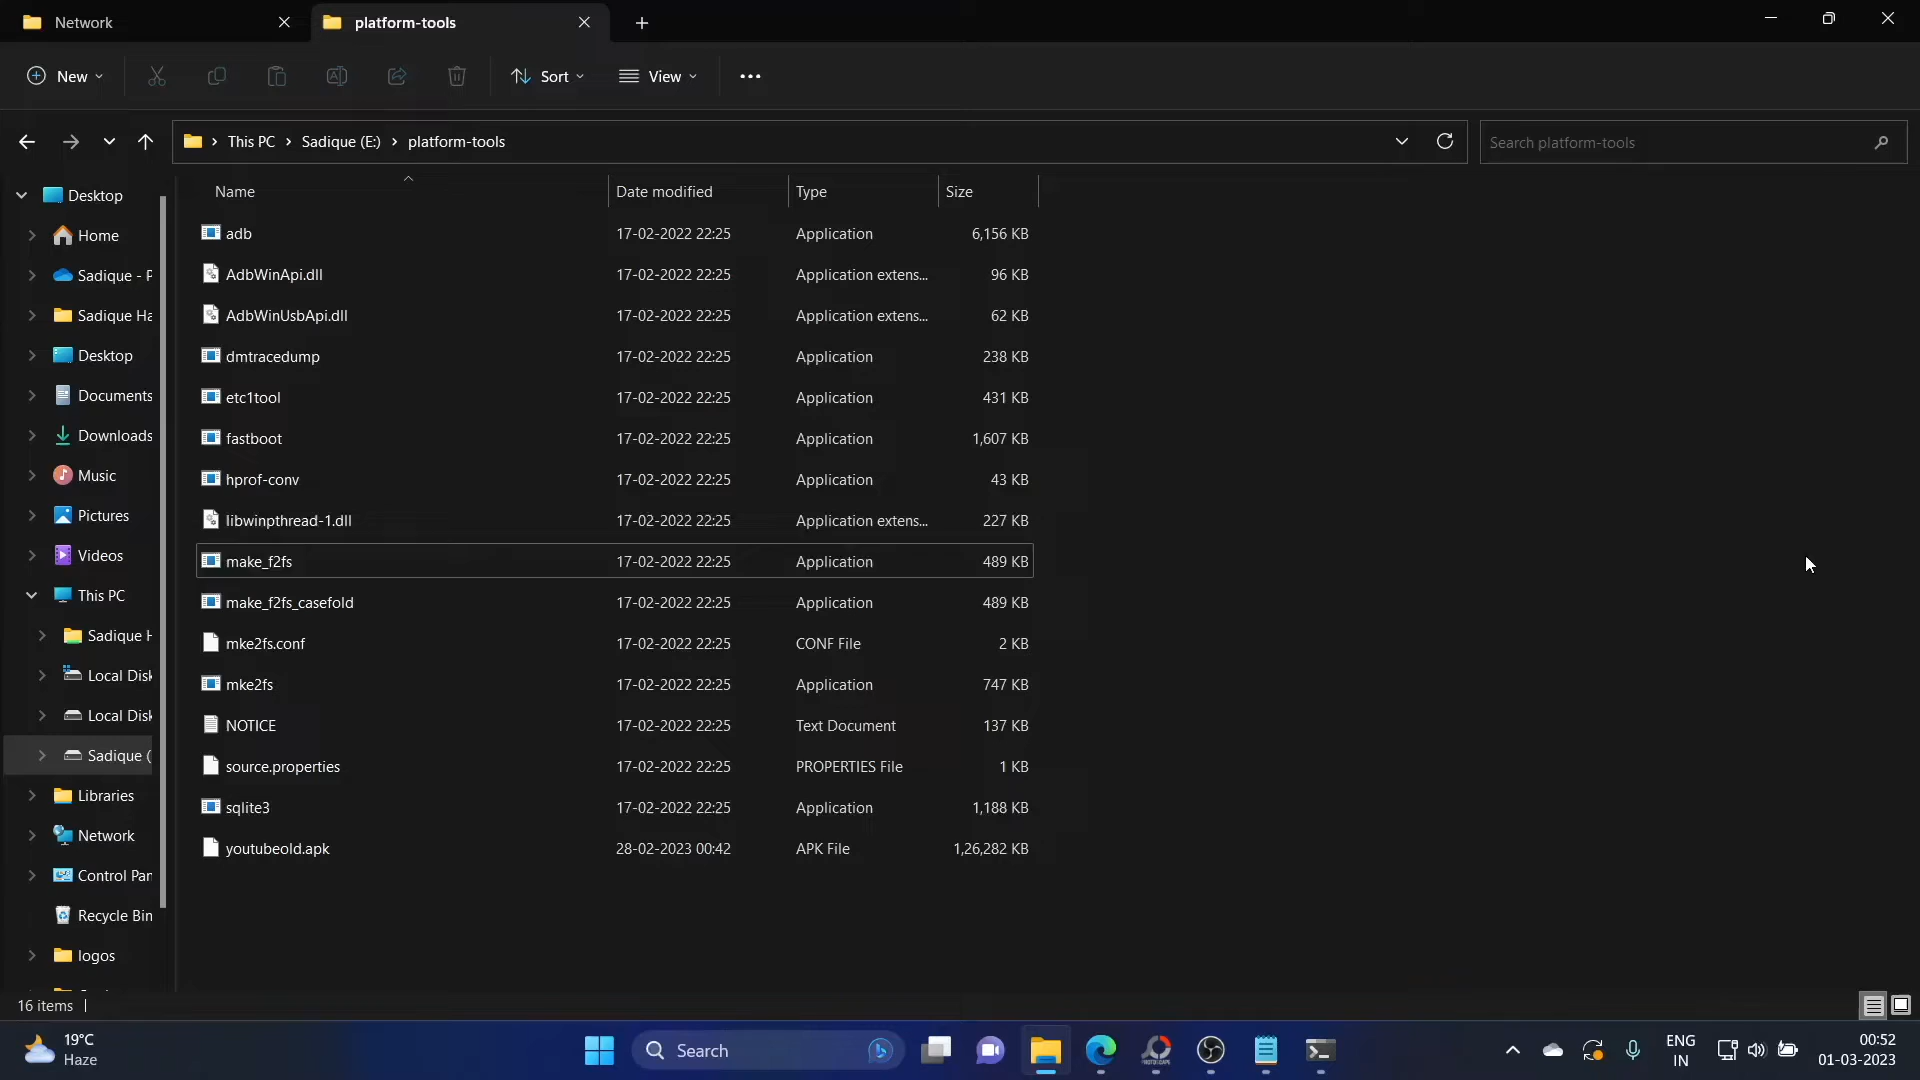 Network
platform-tools
New
Sort
View
This PC
Sadique (E:)
platform-tools
Search platform-tools
Name Date modified Type Size
Desktop
Home
Sadique - P
Sadique Ha
Desktop
Documents
Downloads
Music
Pictures
Videos
This PC
Sadique H
Local Disk
Local Disk
Sadique (
Libraries
Network
Control Pan
Recycle Bin
logos
adb 17-02-2022 22:25 Application 6,156 KB
AdbWinApi.dll 17-02-2022 22:25 Application extens... 96 KB
AdbWinUsbApi.dll 17-02-2022 22:25 Application extens... 62 KB
dmtracedump 17-02-2022 22:25 Application 238 KB
etc1tool 17-02-2022 22:25 Application 431 KB
fastboot 17-02-2022 22:25 Application 1,607 KB
hprof-conv 17-02-2022 22:25 Application 43 KB
libwinpthread-1.dll 17-02-2022 22:25 Application extens... 227 KB
make_f2fs 17-02-2022 22:25 Application 489 KB
make_f2fs_casefold 17-02-2022 22:25 Application 489 KB
mke2fs.conf 17-02-2022 22:25 CONF File 2 KB
mke2fs 17-02-2022 22:25 Application 747 KB
NOTICE 17-02-2022 22:25 Text Document 137 KB
source.properties 17-02-2022 22:25 PROPERTIES File 1 KB
sqlite3 17-02-2022 22:25 Application 1,188 KB
youtubeold.apk 28-02-2023 00:42 APK File 1,26,282 KB
16 items
19°C
Haze
Search
ENG
IN
00:52
01-03-2023